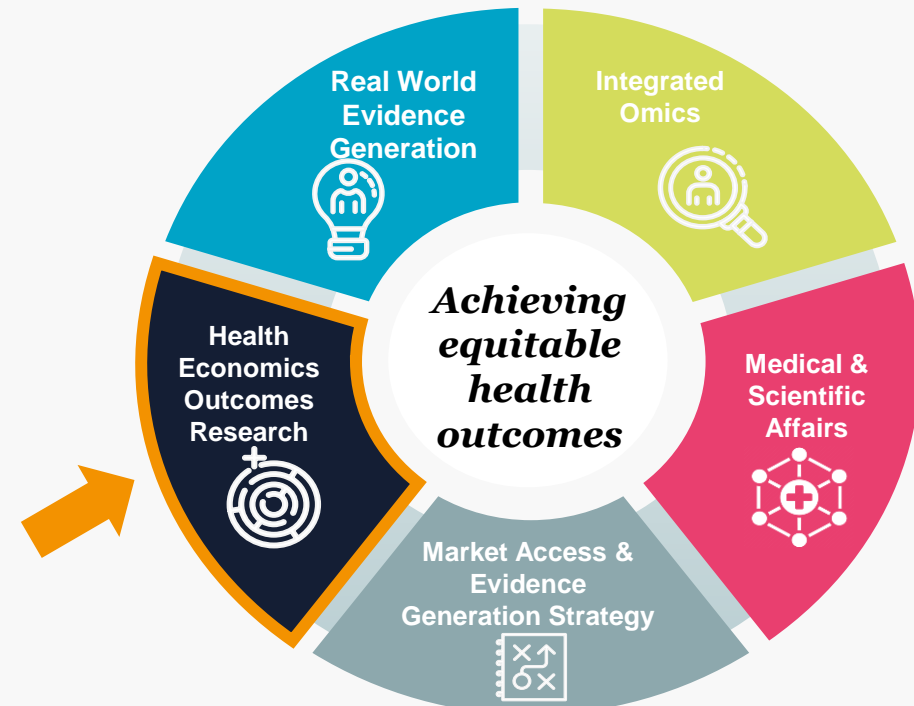 Real World
Evidence
Generation
Integrated
Omics
Achieving
equitable
health
outcomes
Health
Economics
Outcomes
Research
Medical &
Scientific
Affairs
Market Access &
Evidence
Generation Strategy